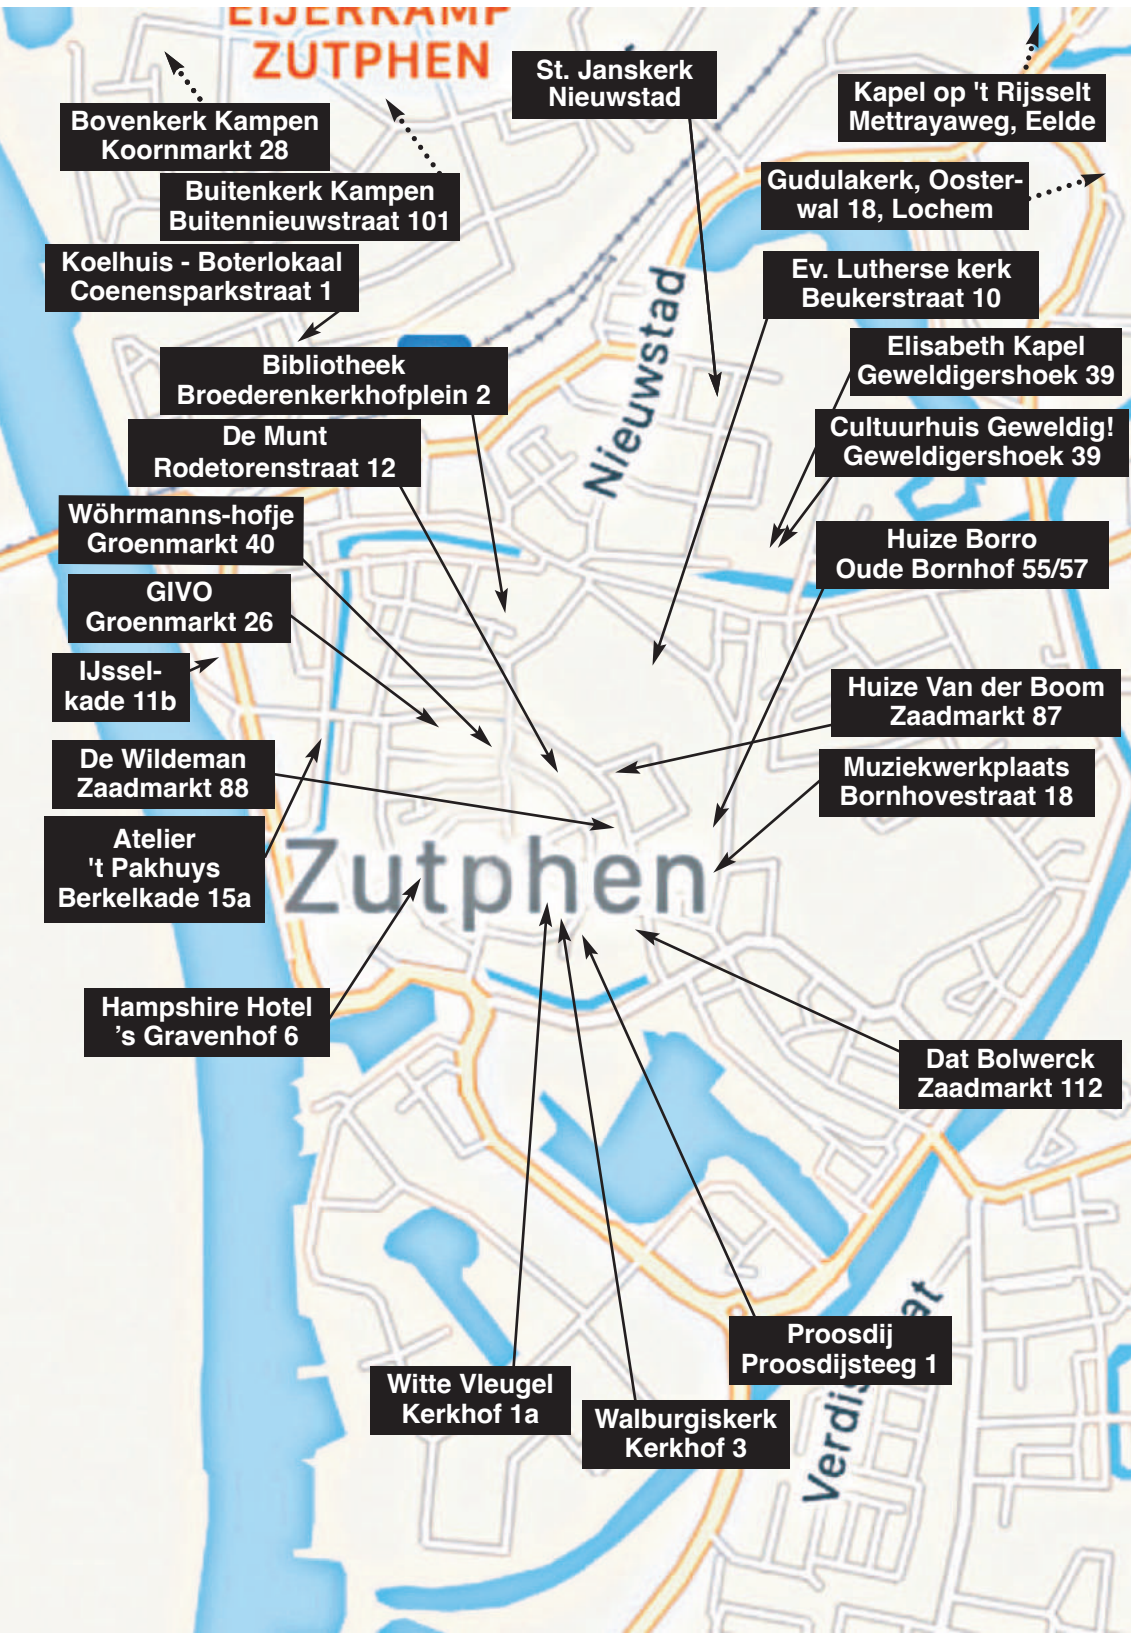 EIJERKAMP
ZUTPHEN
St. Janskerk
Nieuwstad
Kapel op 't Rijsselt
Mettrayaweg, Eelde
Bovenkerk Kampen
Koornmarkt 28
Gudulakerk, Ooster-
wal 18, Lochem
Buitenkerk Kampen
Buitennieuwstraat 101
Koelhuis - Boterlokaal
Coenensparkstraat 1
Ev. Lutherse kerk
Beukerstraat 10
Nieuwstad
Elisabeth Kapel
Geweldigershoek 39
Bibliotheek
Broederenkerkhofplein 2
Cultuurhuis Geweldig!
Geweldigershoek 39
De Munt
Rodetorenstraat 12
Wöhrmanns-hofje
Groenmarkt 40
Huize Borro
Oude Bornhof 55/57
GIVO
Groenmarkt 26
IJssel-
kade 11b
Huize Van der Boom
Zaadmarkt 87
De Wildeman
Zaadmarkt 88
Muziekwerkplaats
Bornhovestraat 18
Atelier
't Pakhuys
Berkelkade 15a
Zutphen
Hampshire Hotel
’s Gravenhof 6
Dat Bolwerck
Zaadmarkt 112
Proosdij
Proosdijsteeg 1
Witte Vleugel
Kerkhof 1a
Walburgiskerk
Kerkhof 3